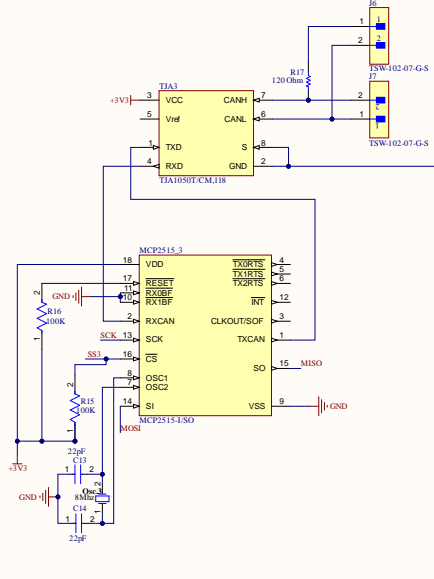 J6
1
1
2
2
TSW-102-07-G-S
R17
120 Ohm
J7
2
1
1
TSW-102-07-G-S
TJA3
+3V3
3
VCC
CANH
7
5
Vref
CANL
6
1
TXD
S
8
4
RXD
GND
2
TJA1050T/CM,118
MCP2515_3
18
VDD
TX0RTS
4
TX1RTS
5
17
RESET
TX2RTS
6
GND
11
RX0BF
10
RX1BF
INT
12
2
RXCAN
CLKOUT/SOF
3
SCK
13
SCK
TXCAN
1
SS3
16
CS
8
OSC1
SO
15
MISO
7
OSC2
14
SI
VSS
9
GND
MOSI
MCP2515-I/SO
2
R16
100K
1
2
R15
100K
1
+3V3
22pF
C13
1
2
GND
2
8Mhz
1
C14
1
2
22pF